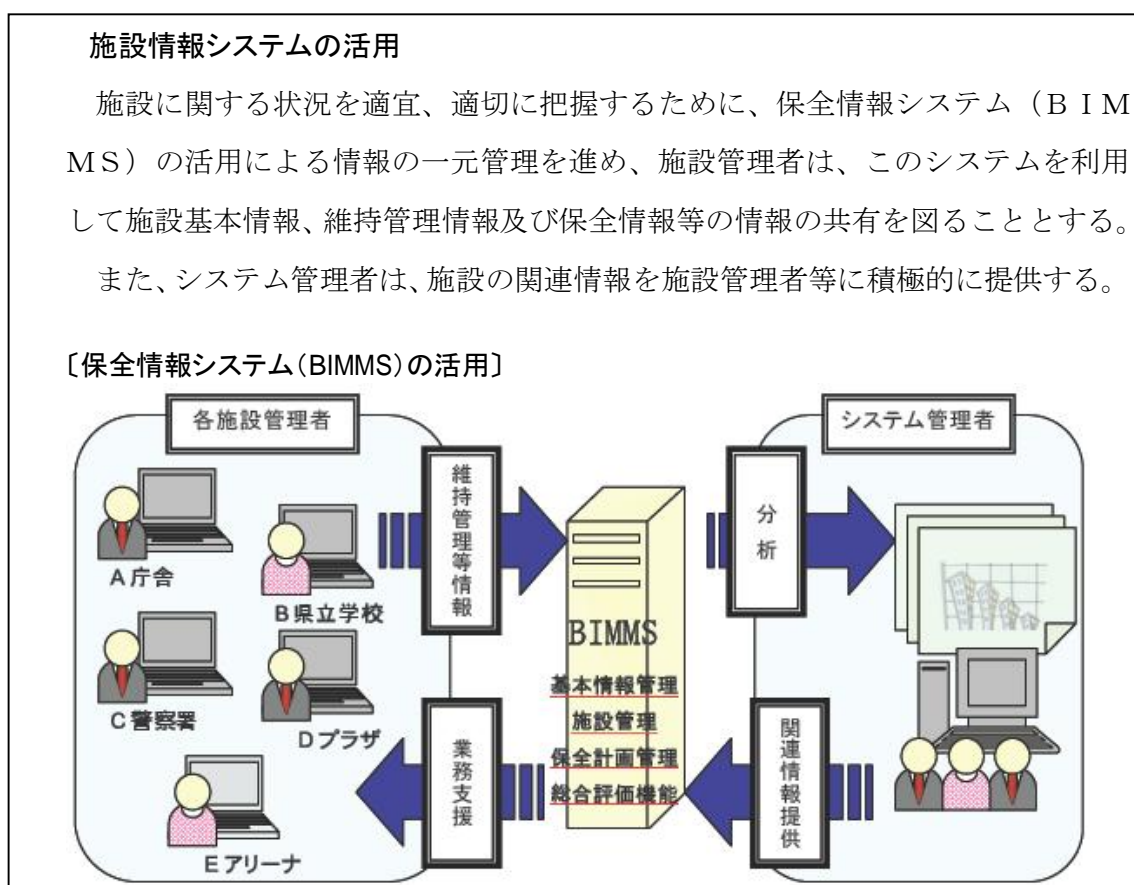 施設情報システムの活用
施設に関する状況を適宜、適切に把握するために、保全情報システム（ＢＩＭ
ＭＳ）の活用による情報の一元管理を進め、施設管理者は、このシステムを利用
して施設基本情報、維持管理情報及び保全情報等の情報の共有を図ることとする。
また、システム管理者は、施設の関連情報を施設管理者等に積極的に提供する。
〔保全情報システム（BIMMS）の活用〕
各施設管理者
A庁舎
B県立学校
C警察署
Dプラザ
Eアリーナ
維持管理等情報
業務支援
BIMMS
基本情報管理
施設管理
保全計画管理
総合評価機能
分析
関連情報提供
システム管理者